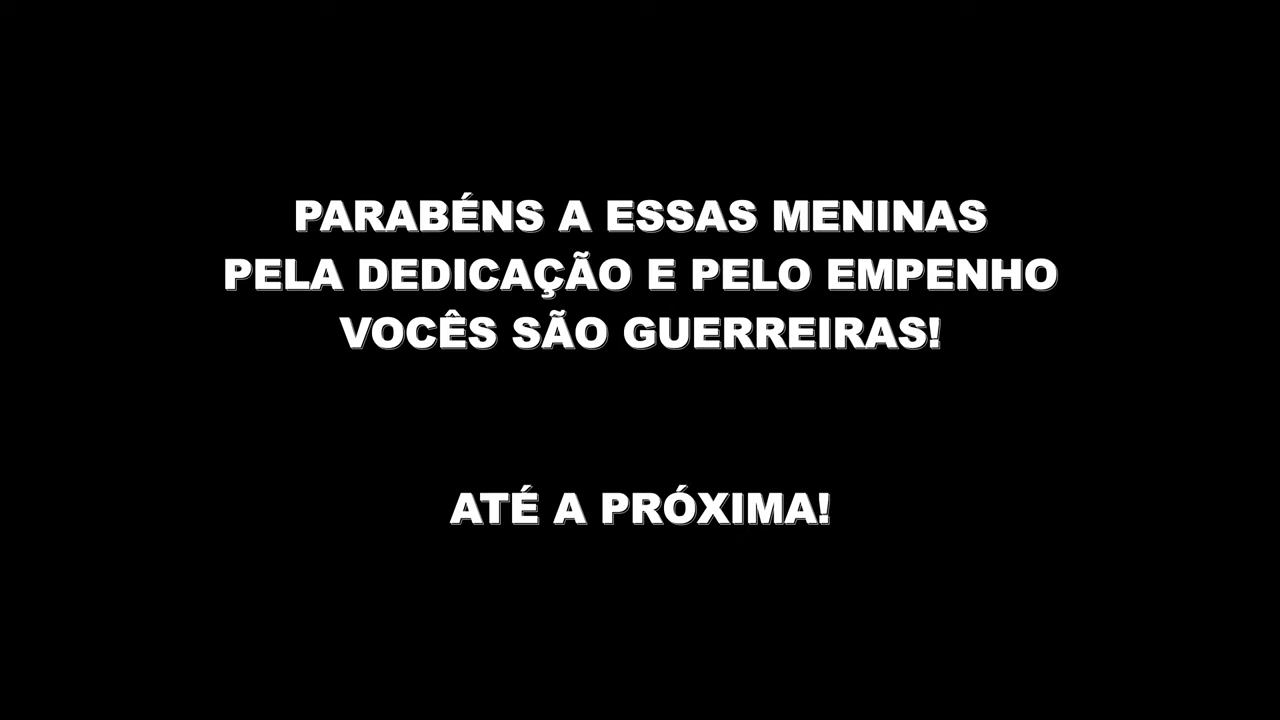 PARABÉNS A ESSAS MENINAS
PELA DEDICAÇÃO E PELO EMPENHO
VOCÊS SÃO GUERREIRAS!
ATÉ A PRÓXIMA!